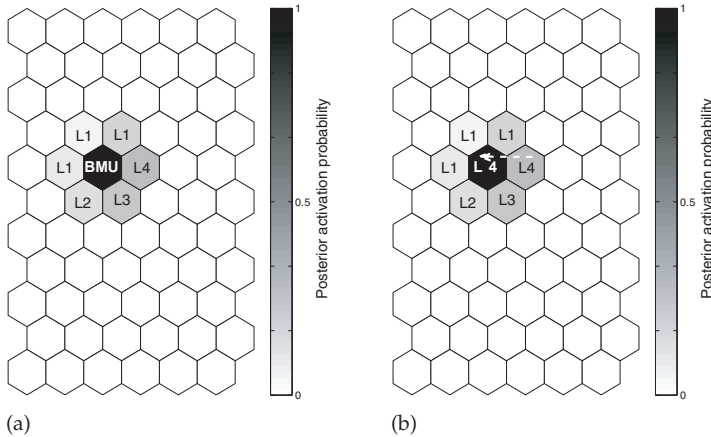 1
L1 L1
L1 BMU L4
L2 L3
0.5
0
Posterior activation probability
(a)
1
L1 L1
L1 L 4 L4
L2 L3
0.5
0
Posterior activation probability
(b)